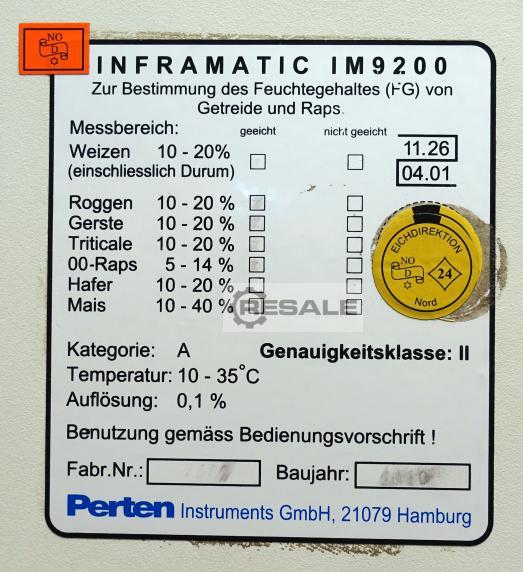 NO
D
INFRAMATIC IM9200
Zur Bestimmung des Feuchtegehaltes (FG) von
Getreide und Raps.
Messbereich: geeicht nicht geeicht
Weizen 10 - 20% 11.26
(einschliesslich Durum) 04.01
Roggen 10 - 20 %
Gerste 10 - 20 %
Triticale 10 - 20 %
00-Raps 5 - 14 %
Hafer 10 - 20 %
Mais 10 - 40 %
EICHDIREKTION
NO
D
24
Nord
RESALE
Kategorie: A Genauigkeitsklasse: II
Temperatur: 10 - 35°C
Auflösung: 0,1 %
Benutzung gemäss Bedienungsvorschrift !
Fabr.Nr.: Baujahr:
Perten Instruments GmbH, 21079 Hamburg